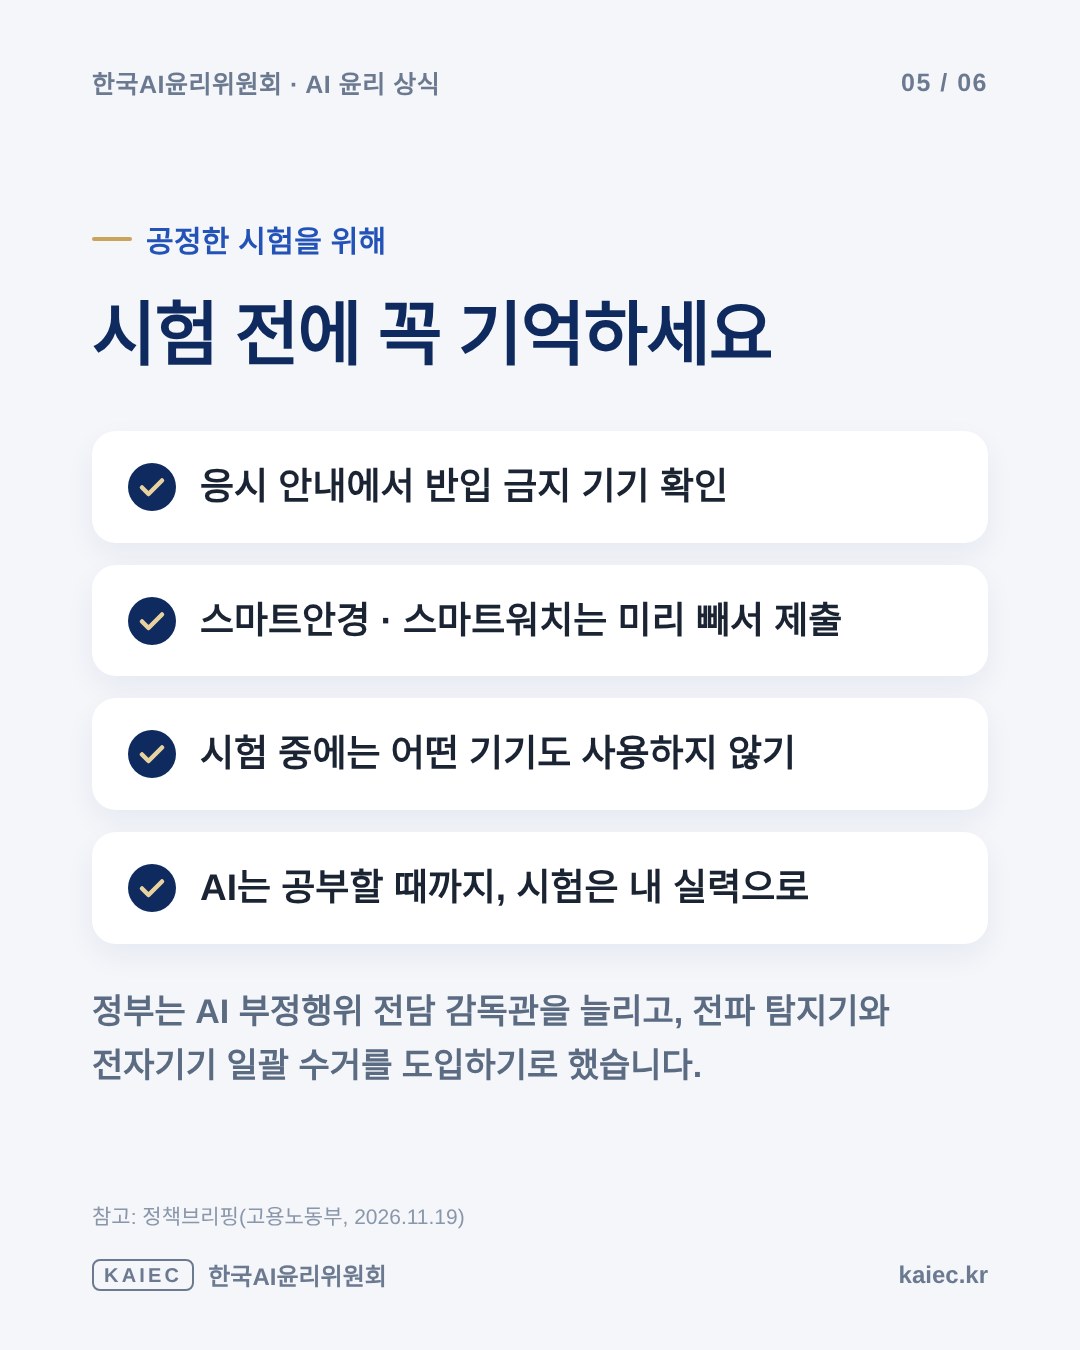 한국AI윤리위원회 · AI 윤리 상식
05 / 06
공정한 시험을 위해
시험 전에 꼭 기억하세요
응시 안내에서 반입 금지 기기 확인
스마트안경 · 스마트워치는 미리 빼서 제출
시험 중에는 어떤 기기도 사용하지 않기
AI는 공부할 때까지, 시험은 내 실력으로
정부는 AI 부정행위 전담 감독관을 늘리고, 전파 탐지기와
전자기기 일괄 수거를 도입하기로 했습니다.
참고: 정책브리핑(고용노동부, 2026.11.19)
KAIEC 한국AI윤리위원회
kaiec.kr